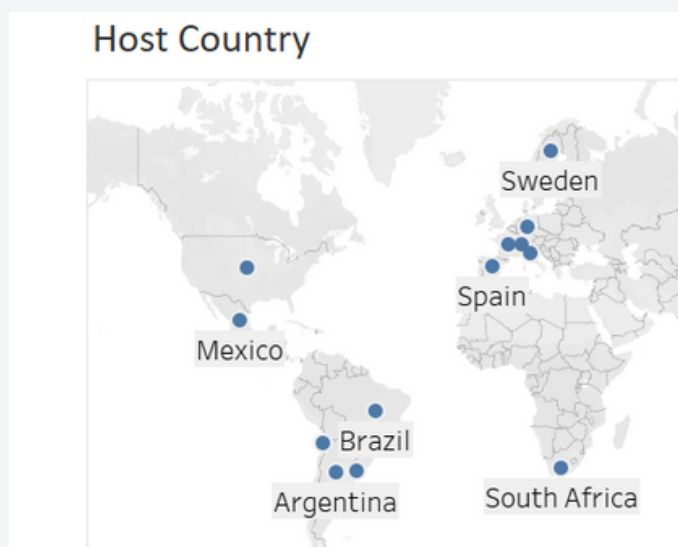 Host Country
Sweden
Spain
Mexico
Brazil
Argentina
South Africa